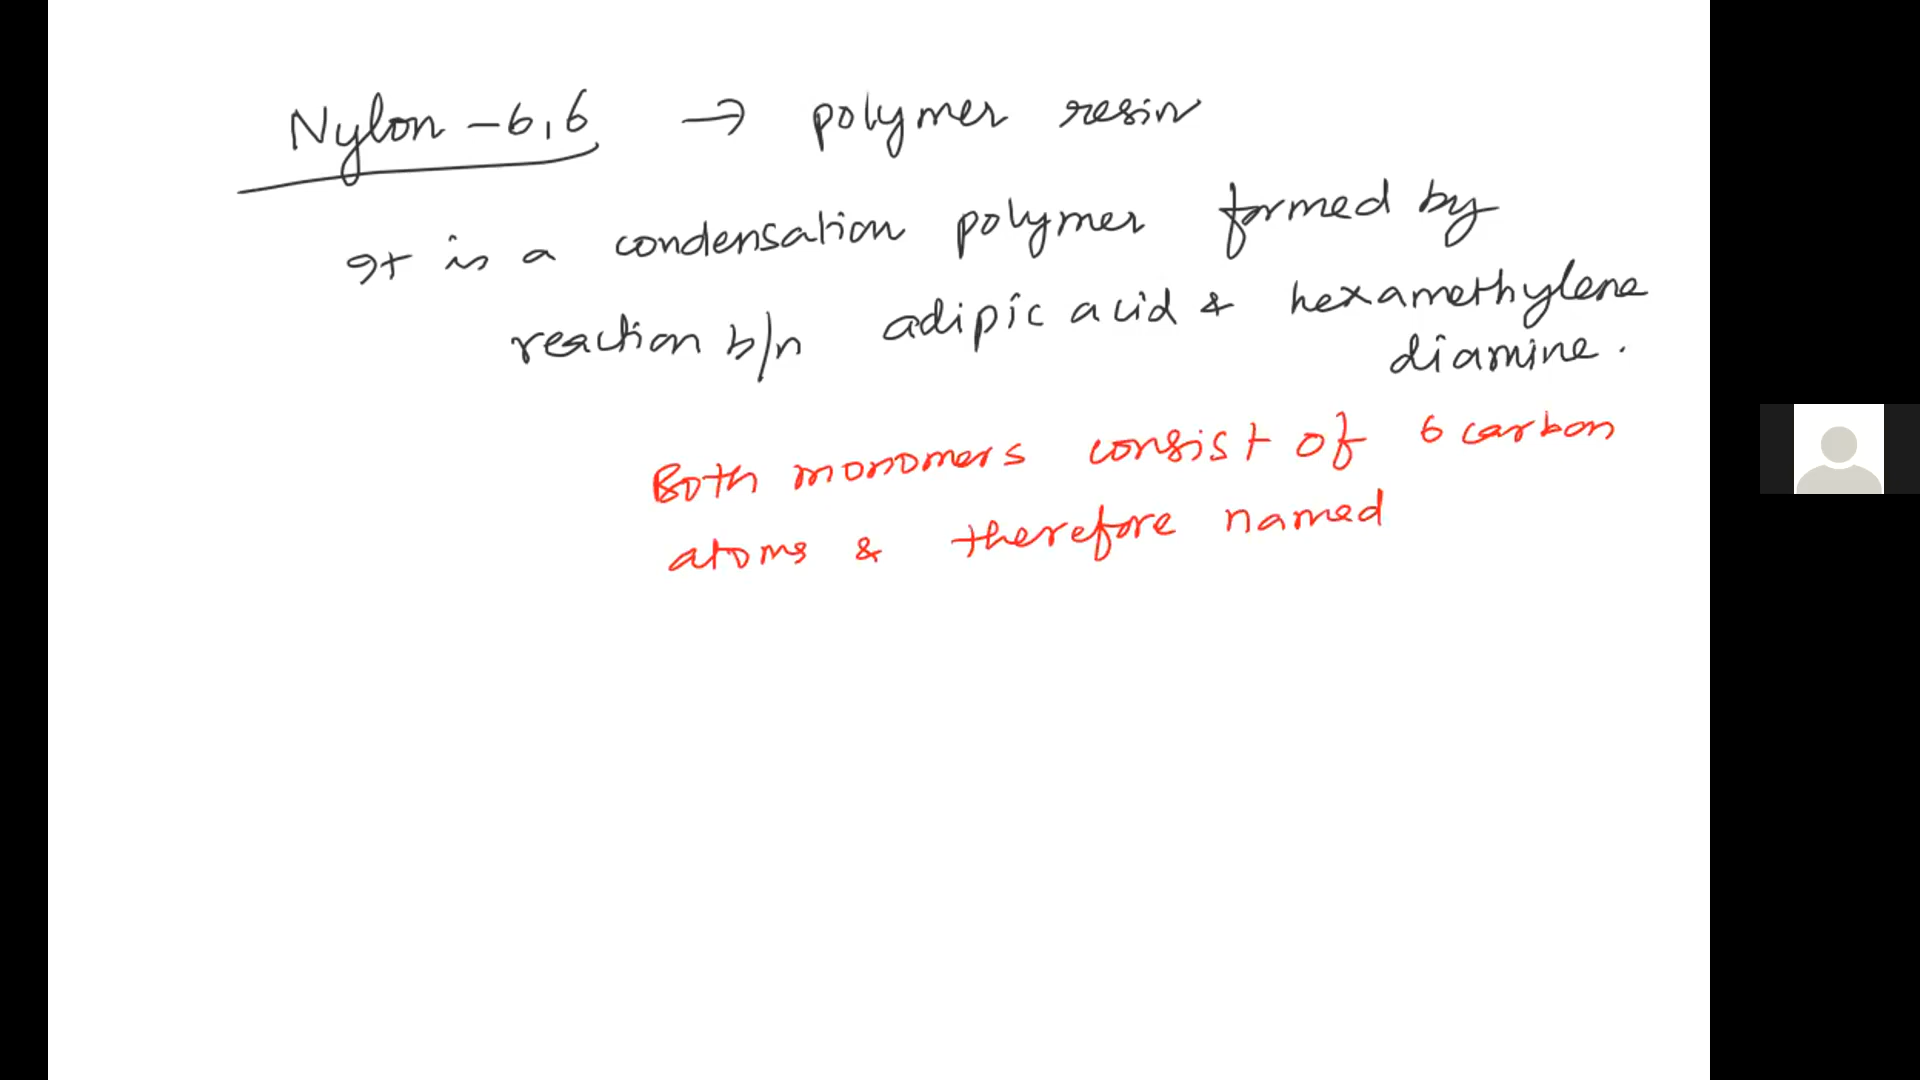 Nylon-6,6 → polymer resin
It is a condensation polymer formed by
reaction b/n adipic acid & hexamethylene
diamine.
Both monomers consist of 6 carbon
atoms & therefore named